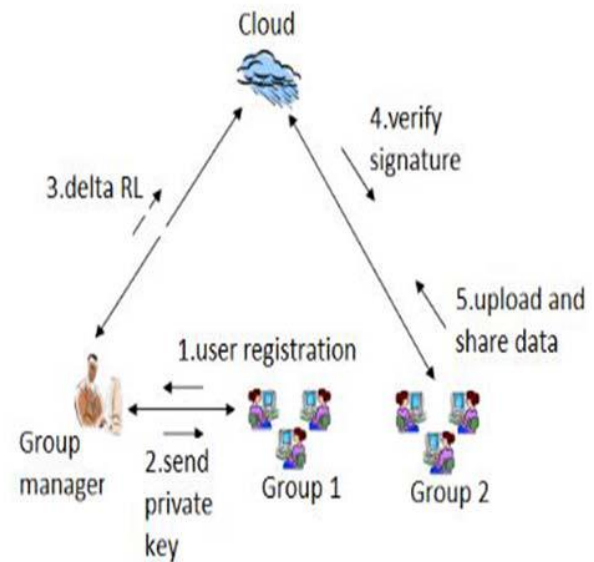 Cloud
4.verify
signature
3.delta RL
5.upload and
share data
1.user registration
Group
manager
2.send
private
key
Group 1
Group 2